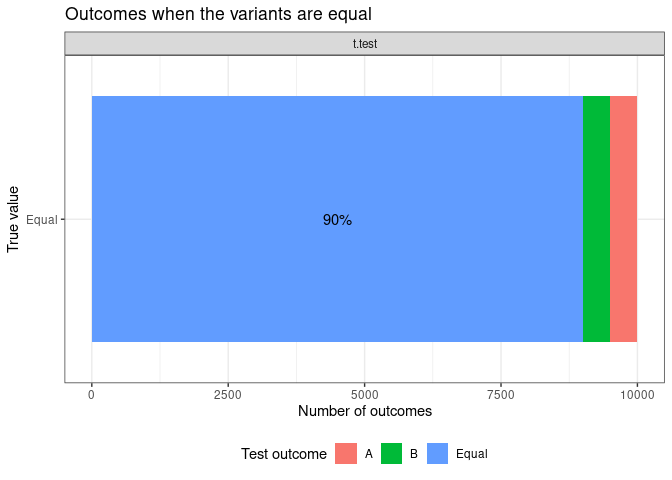 Outcomes when the variants are equal
t.test
True value
Equal
90%
0 2500 5000 7500 10000
Number of outcomes
Test outcome A B Equal